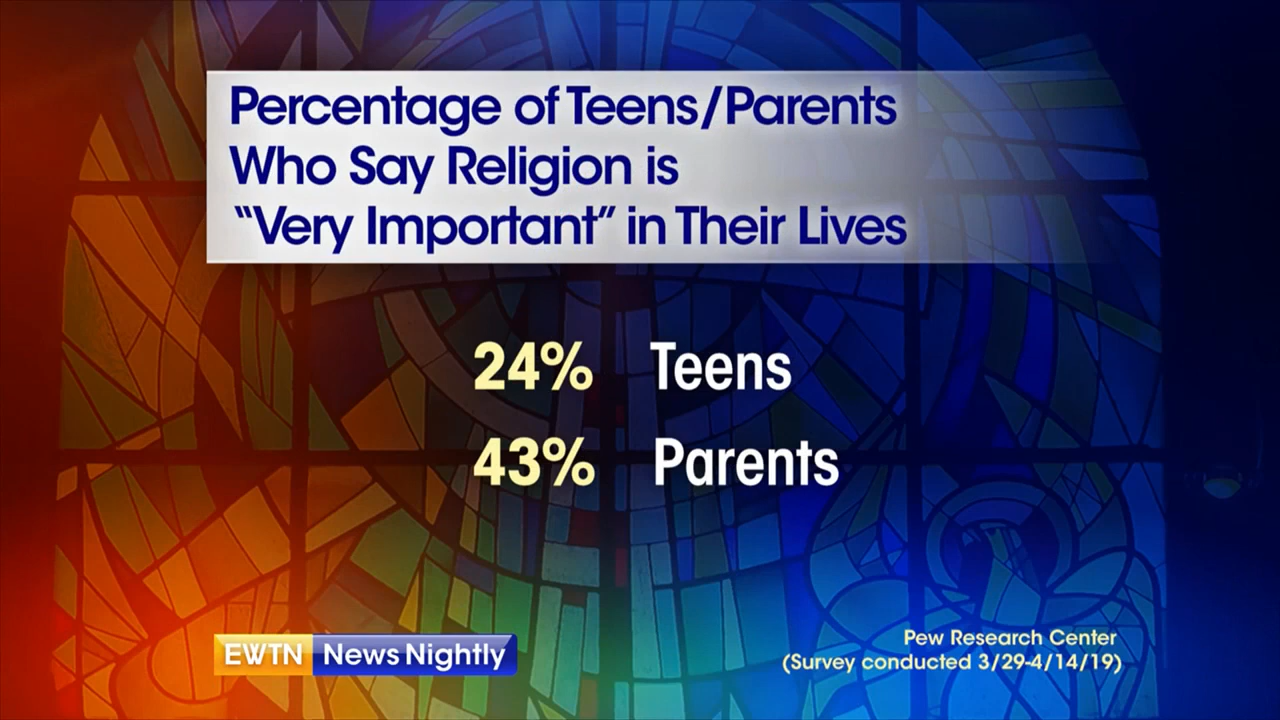 Percentage of Teens/Parents
Who Say Religion is
“Very Important” in Their Lives
24% Teens
43% Parents
EWTN News Nightly
Pew Research Center
(Survey conducted 3/29-4/14/19)